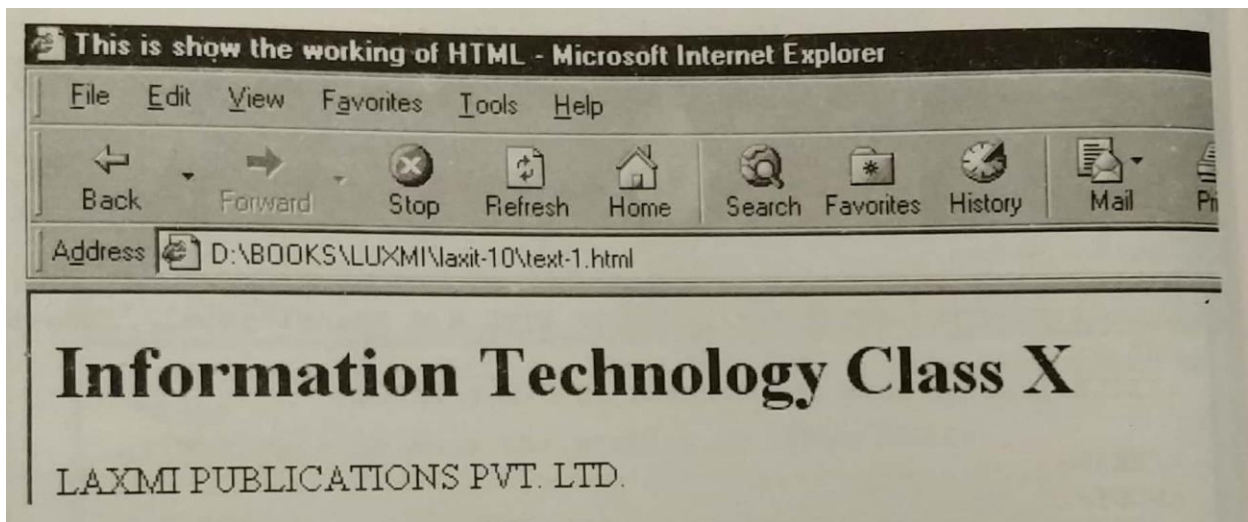 This is show the working of HTML - Microsoft Internet Explorer
File Edit View Favorites Tools Help
Back Forward Stop Refresh Home Search Favorites History Mail
Address D:\BOOKS\LUXMI\laxit-10\text-1.html
Information Technology Class X
LAXMI PUBLICATIONS PVT. LTD.